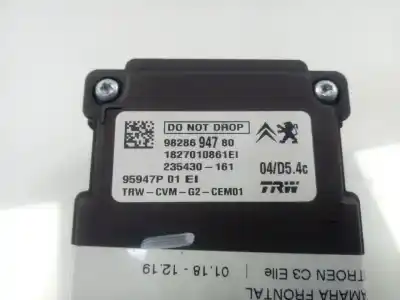 DO NOT DROP
98286 947 80
1827010861EI
235430-161
04/D5.4c
95947P 01 EI
TRW-CVM-G2-CEM01
TRW
01.18 - 12.19
TROEN C3 Elle
AMARA FRONTAL